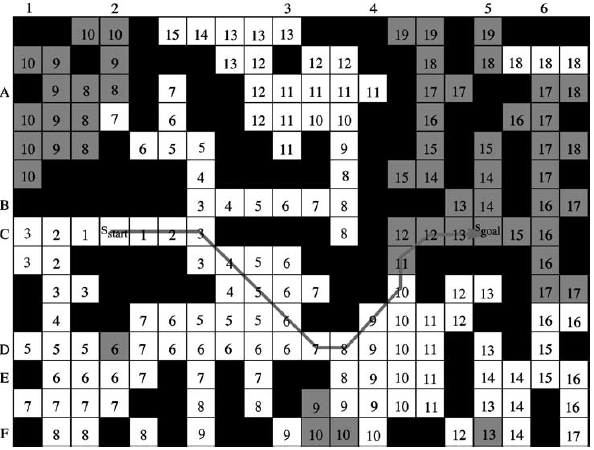 1 2 3 4 5 6
10 10 15 14 13 13 13 19 19 19
10 9 9 13 12 12 12 18 18 18 18 18
A 9 8 8 7 12 11 11 11 11 17 17 17 18
10 9 8 7 6 12 11 10 10 16 16 17
10 9 8 6 5 5 11 9 15 15 17 18
10 4 8 15 14 14 17
B 3 4 5 6 7 8 13 14 16 17
C 3 2 1 Sstart 1 2 3 8 12 12 13 Sgoal 15 16
3 2 3 4 5 6 11 16
3 3 4 5 6 7 10 12 13 17 17
4 7 6 5 5 5 6 9 10 11 12 16 16
D 5 5 5 6 7 6 6 6 6 6 7 8 9 10 11 13 15
E 6 6 6 7 7 7 8 9 10 11 14 14 15 16
7 7 7 7 8 8 9 9 9 10 11 13 14 16
F 8 8 8 9 9 10 10 10 12 13 14 17